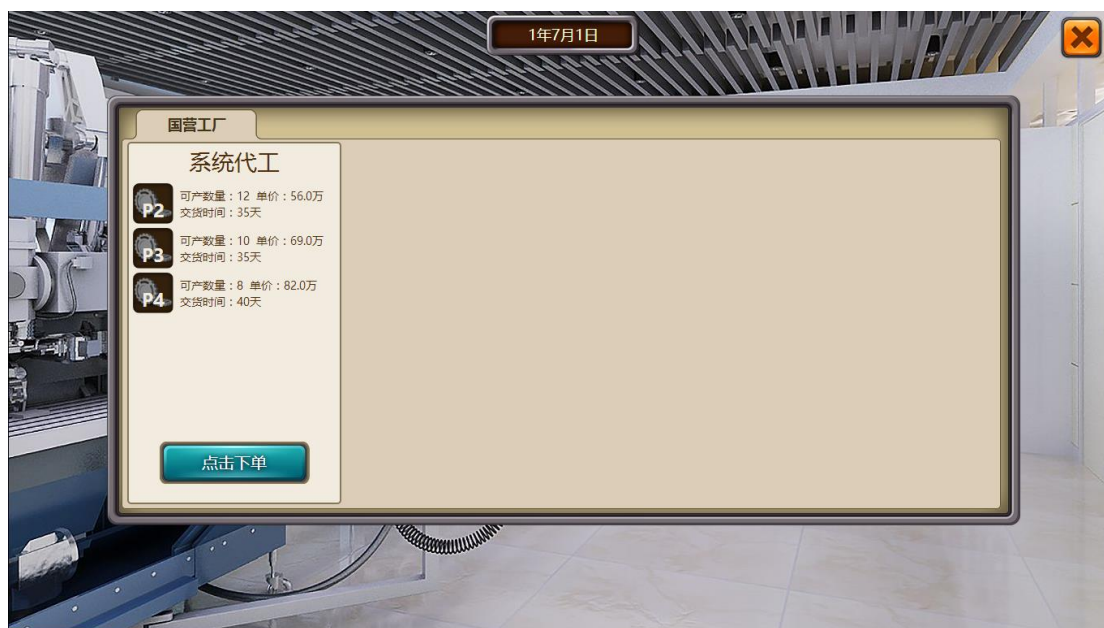 1年7月1日
国营工厂
系统代工
P2
可产数量：12 单价：56.0万
交货时间：35天
P3
可产数量：10 单价：69.0万
交货时间：35天
P4
可产数量：8 单价：82.0万
交货时间：40天
点击下单